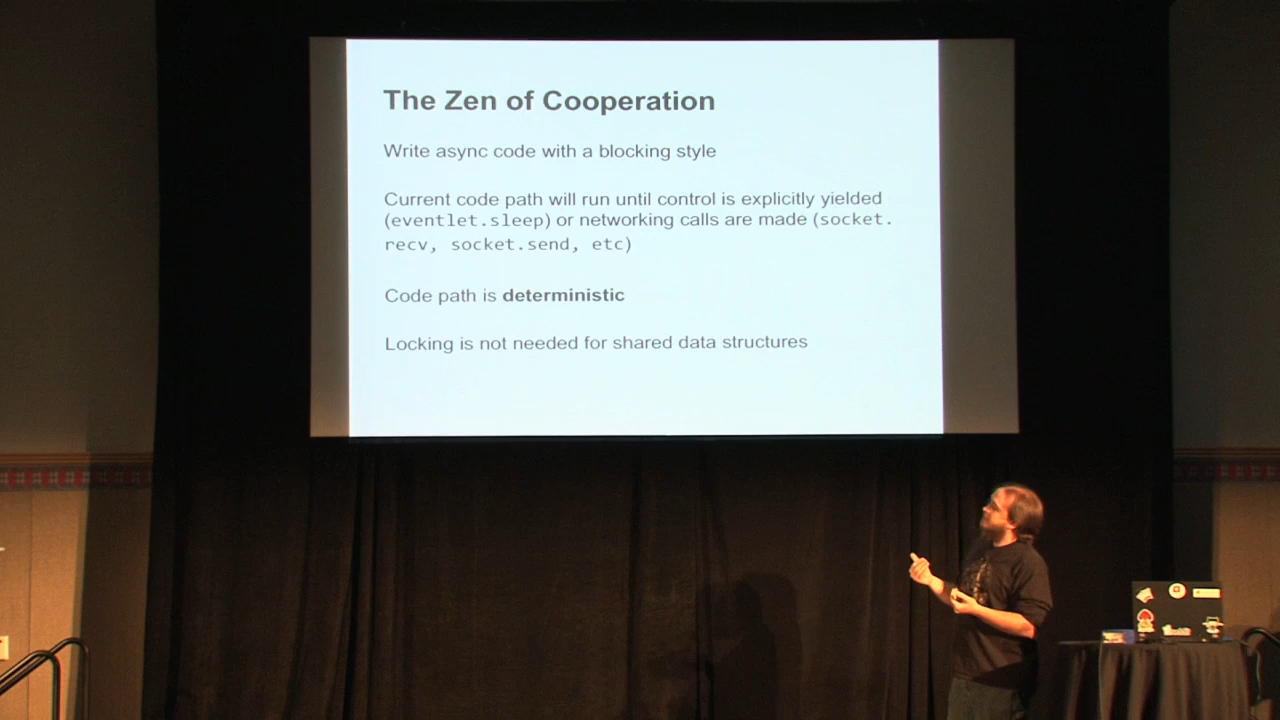 The Zen of Cooperation
Write async code with a blocking style
Current code path will run until control is explicitly yielded
(eventlet.sleep) or networking calls are made (socket.
recv, socket.send, etc)
Code path is deterministic
Locking is not needed for shared data structures